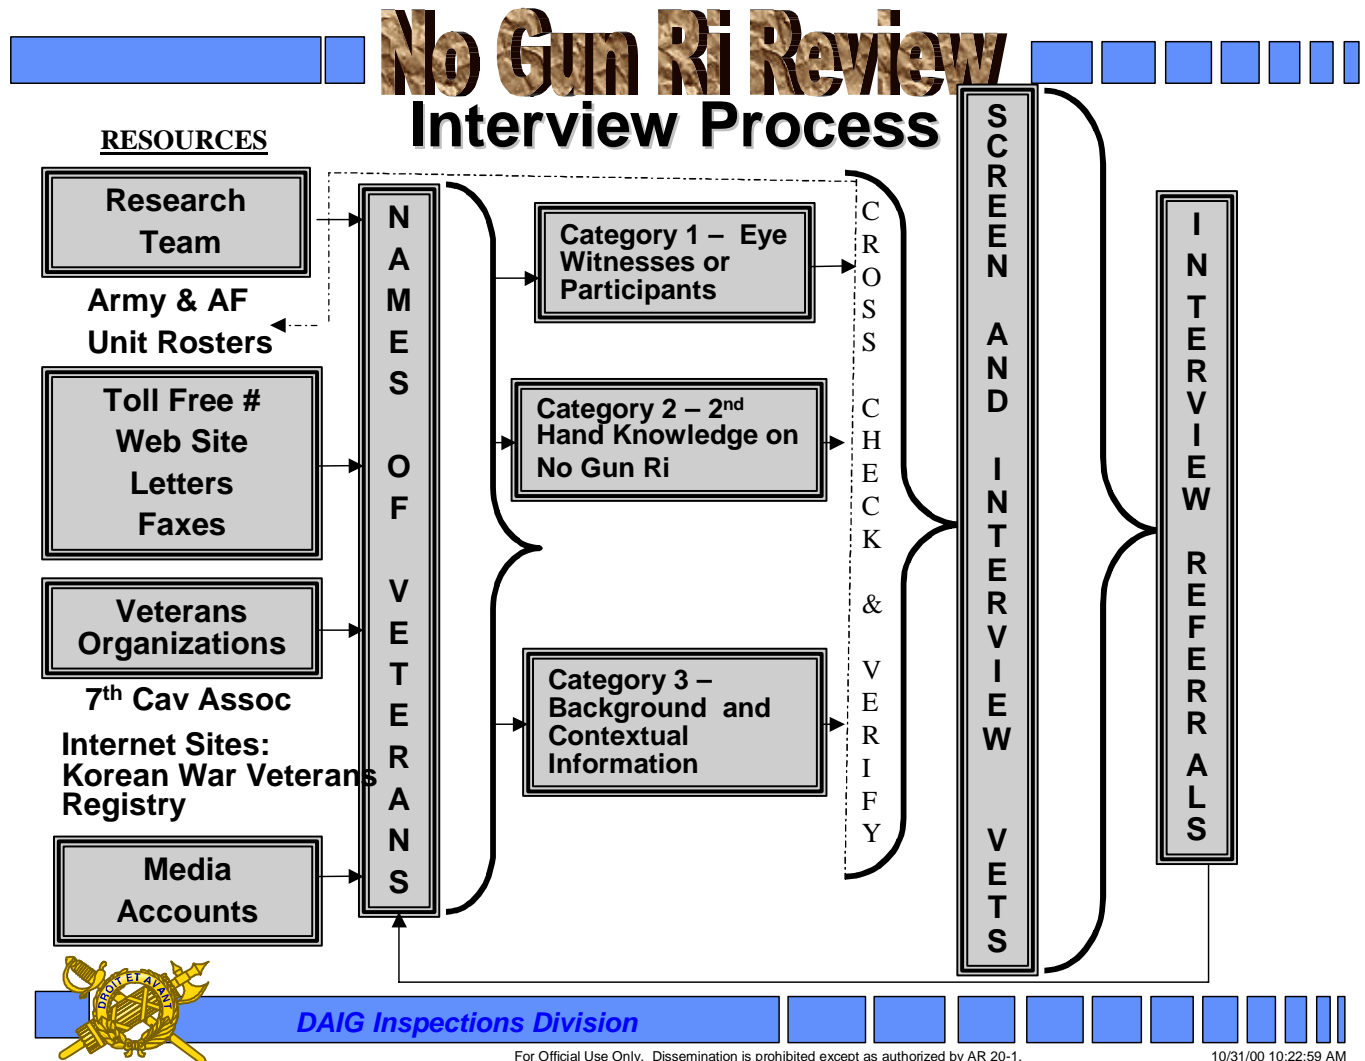 No Gun Ri Review
Interview Process
RESOURCES
Research
Team
Army & AF
Unit Rosters
Toll Free #
Web Site
Letters
Faxes
Veterans
Organizations
7th Cav Assoc
Internet Sites:
Korean War Veterans
Registry
Media
Accounts
NAMES OF VETERANS
Category 1 – Eye
Witnesses or
Participants
Category 2 – 2nd
Hand Knowledge on
No Gun Ri
Category 3 –
Background and
Contextual
Information
CROSS CHECK & VERIFY
SCREEN AND INTERVIEW VETS
INTERVIEW REFERRALS
DROIT ET AVANT
DAIG Inspections Division
For Official Use Only. Dissemination is prohibited except as authorized by AR 20-1.
10/31/00 10:22:59 AM